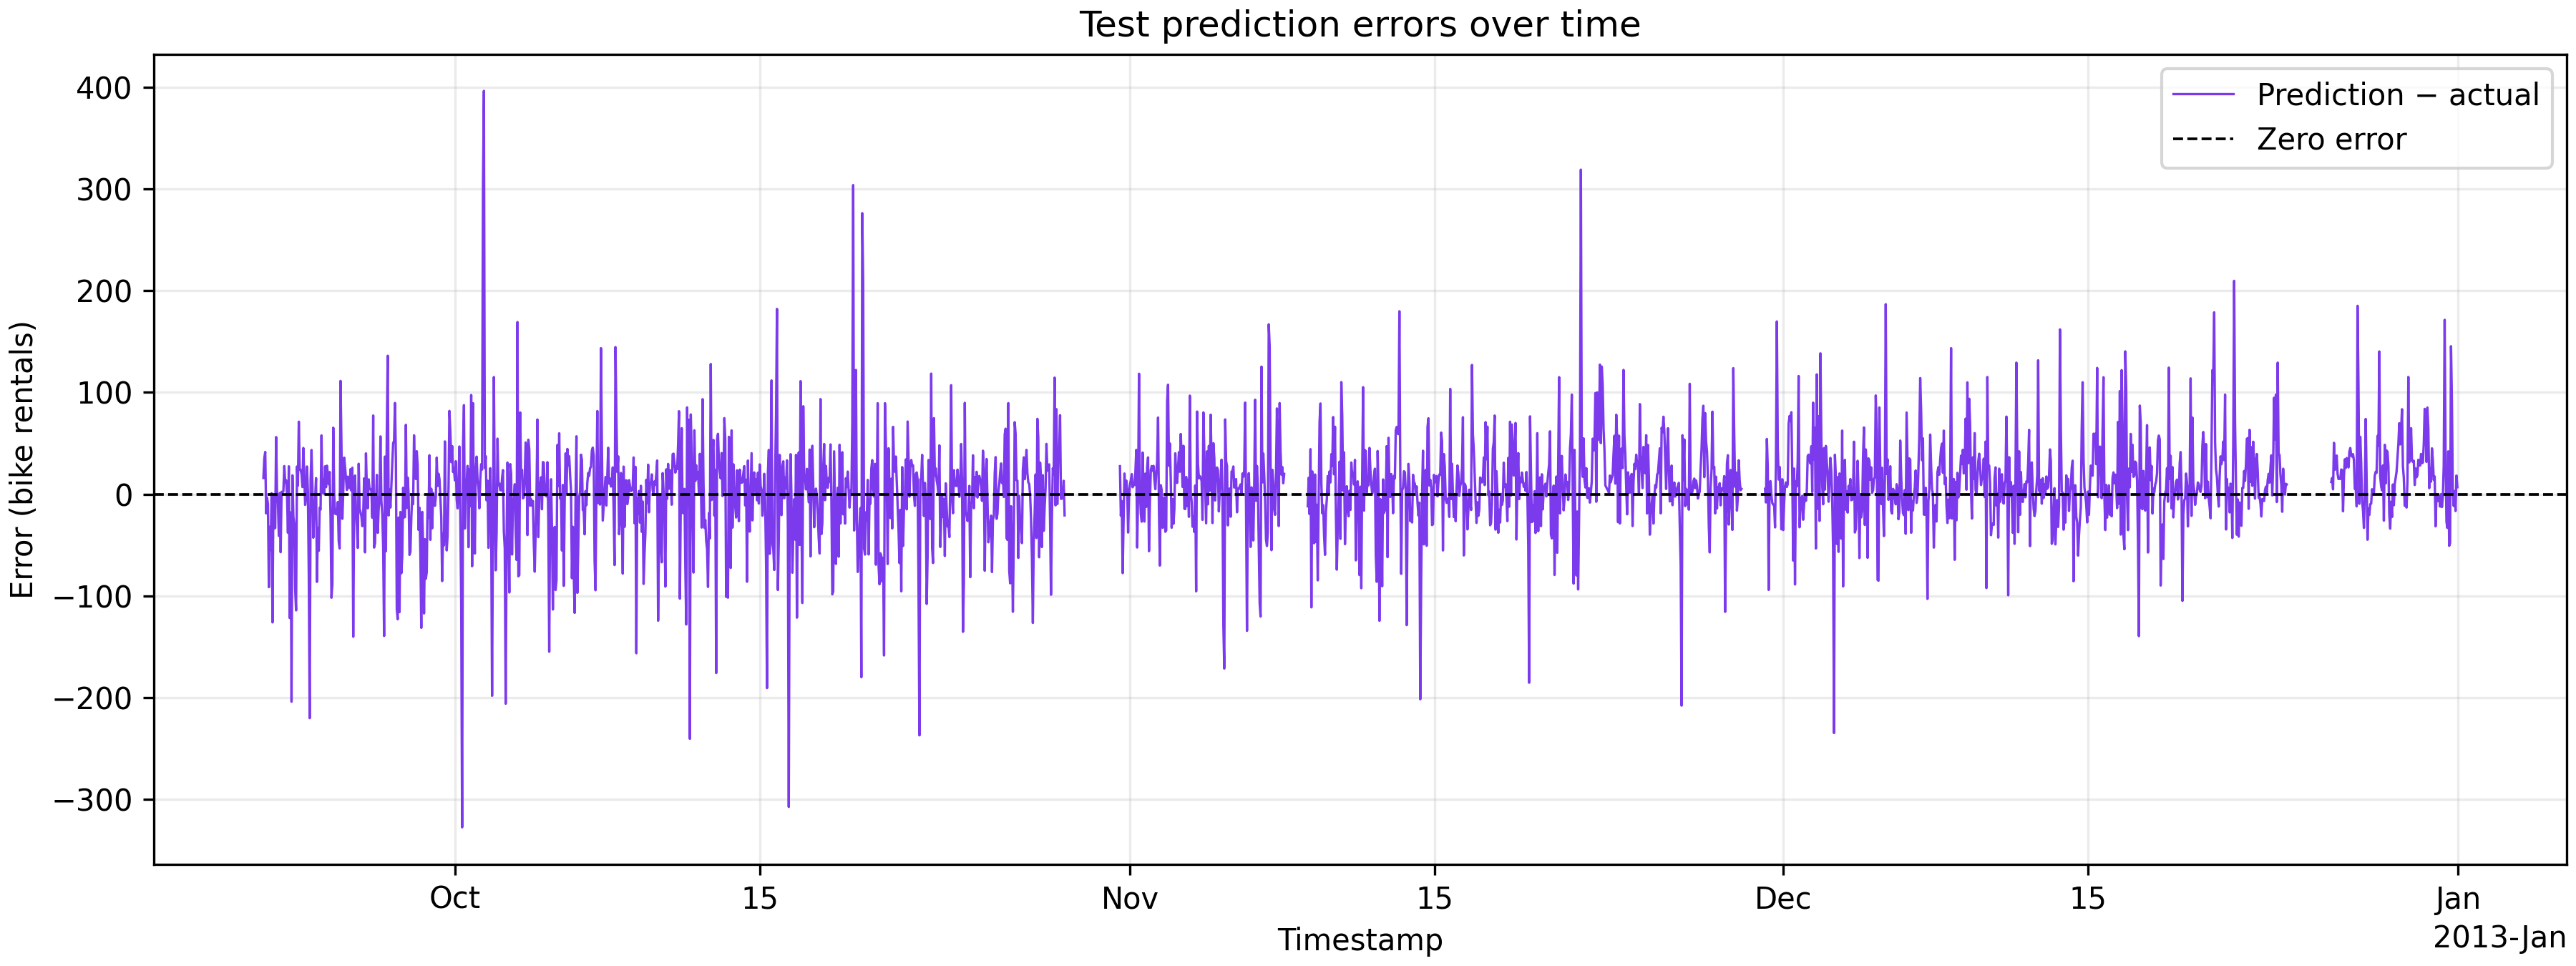 Test prediction errors over time
Prediction − actual
Zero error
Error (bike rentals)
400
300
200
100
0
−100
−200
−300
Oct
15
Nov
15
Dec
15
Jan
2013-Jan
Timestamp